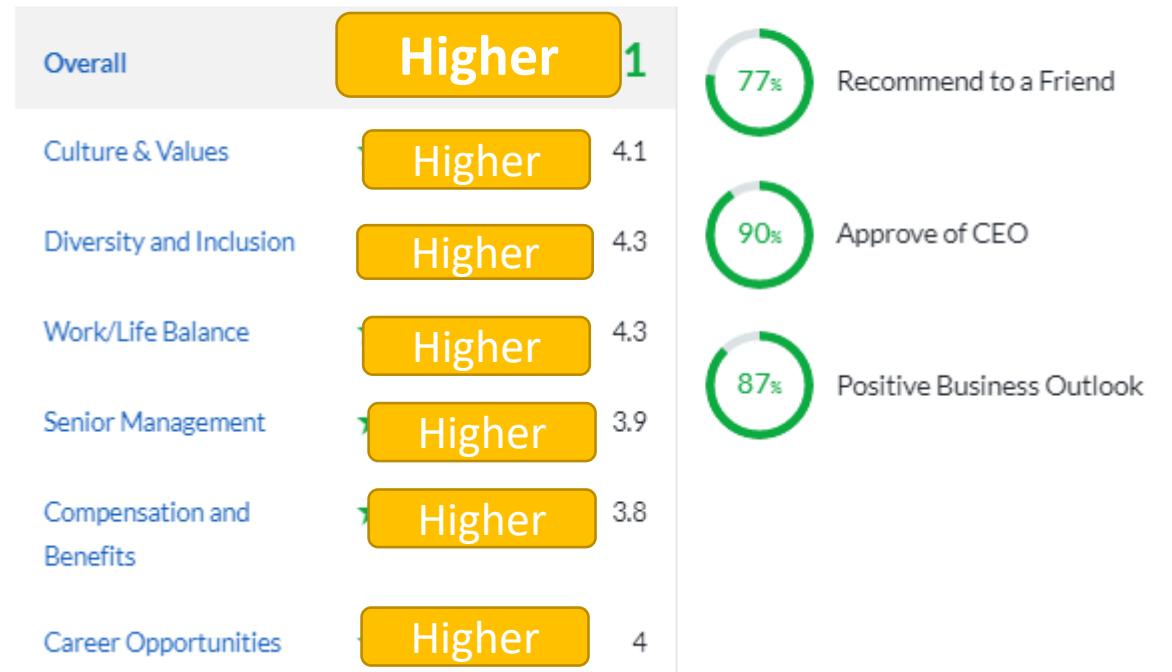 Overall Higher 1
Culture & Values Higher 4.1
Diversity and Inclusion Higher 4.3
Work/Life Balance Higher 4.3
Senior Management Higher 3.9
Compensation and Higher 3.8
Benefits
Career Opportunities Higher 4
77% Recommend to a Friend
90% Approve of CEO
87% Positive Business Outlook